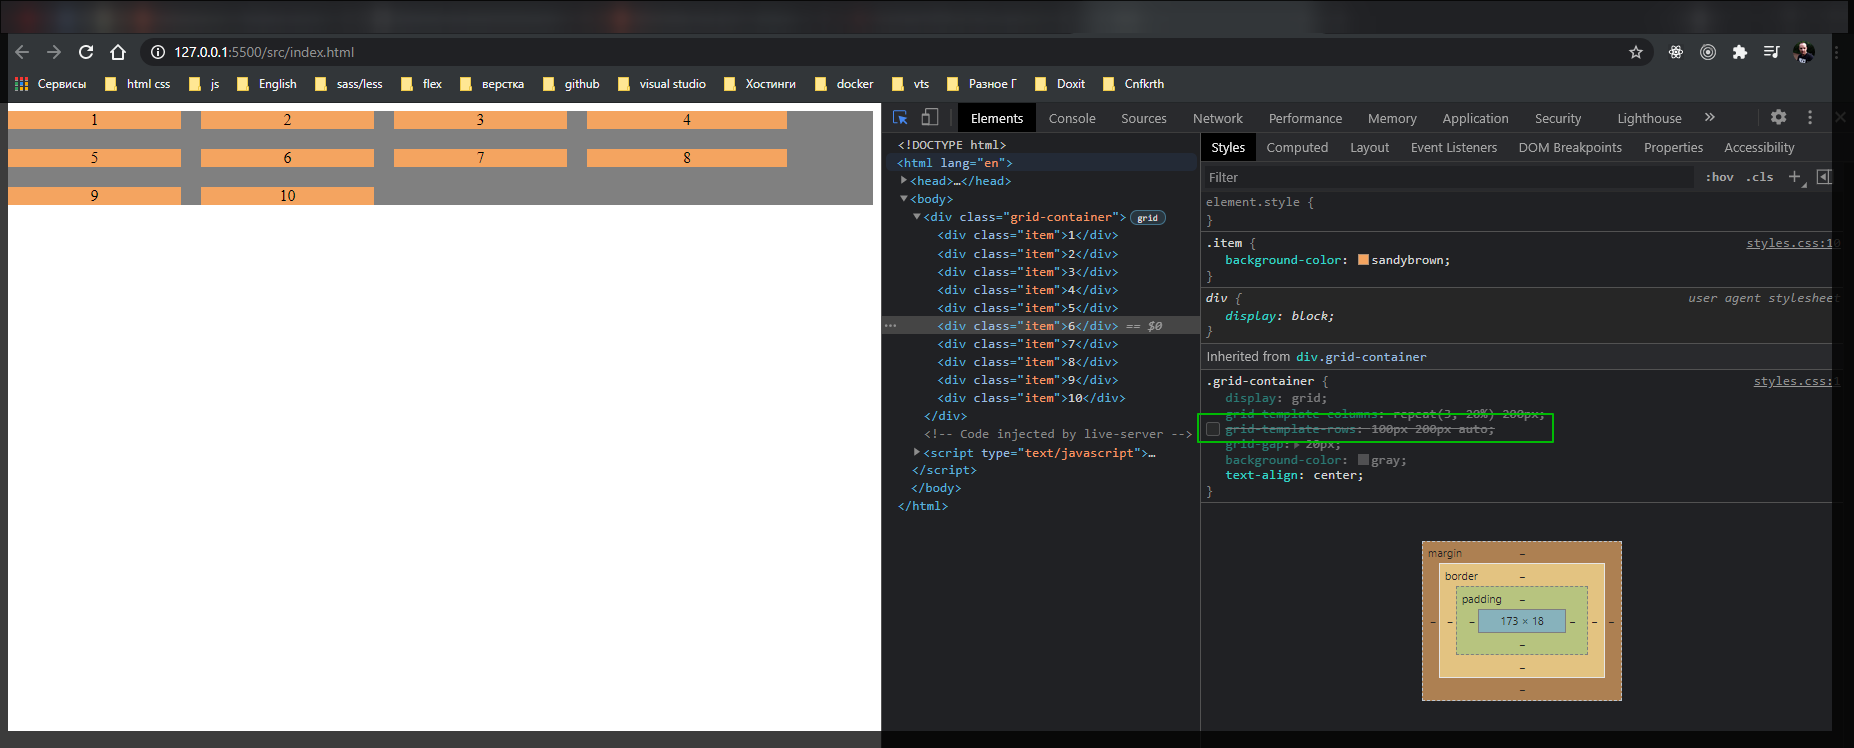 127.0.0.1:5500/src/index.html
Сервисы html css js English sass/less flex верстка github visual studio Хостинги docker vts Разное Г Doxit Cnfkrth
1 2 3 4
5 6 7 8
9 10
Elements Console Sources Network Performance Memory Application Security Lighthouse »
<!DOCTYPE html>
<html lang="en">
<head>…</head>
<body>
<div class="grid-container"> grid
<div class="item">1</div>
<div class="item">2</div>
<div class="item">3</div>
<div class="item">4</div>
<div class="item">5</div>
<div class="item">6</div> == $0
<div class="item">7</div>
<div class="item">8</div>
<div class="item">9</div>
<div class="item">10</div>
</div>
<!-- Code injected by live-server -->
<script type="text/javascript">…
</script>
</body>
</html>
Styles Computed Layout Event Listeners DOM Breakpoints Properties Accessibility
Filter :hov .cls +
element.style {
}
.item { styles.css:10
background-color: sandybrown;
}
div { user agent stylesheet
display: block;
}
Inherited from div.grid-container
.grid-container { styles.css:1
display: grid;
grid-template-columns: repeat(3, 20%) 200px;
grid-template-rows: 100px 200px auto;
grid-gap: 20px;
background-color: gray;
text-align: center;
}
margin –
border –
padding –
– – – 173 × 18 – – –
–
–
–